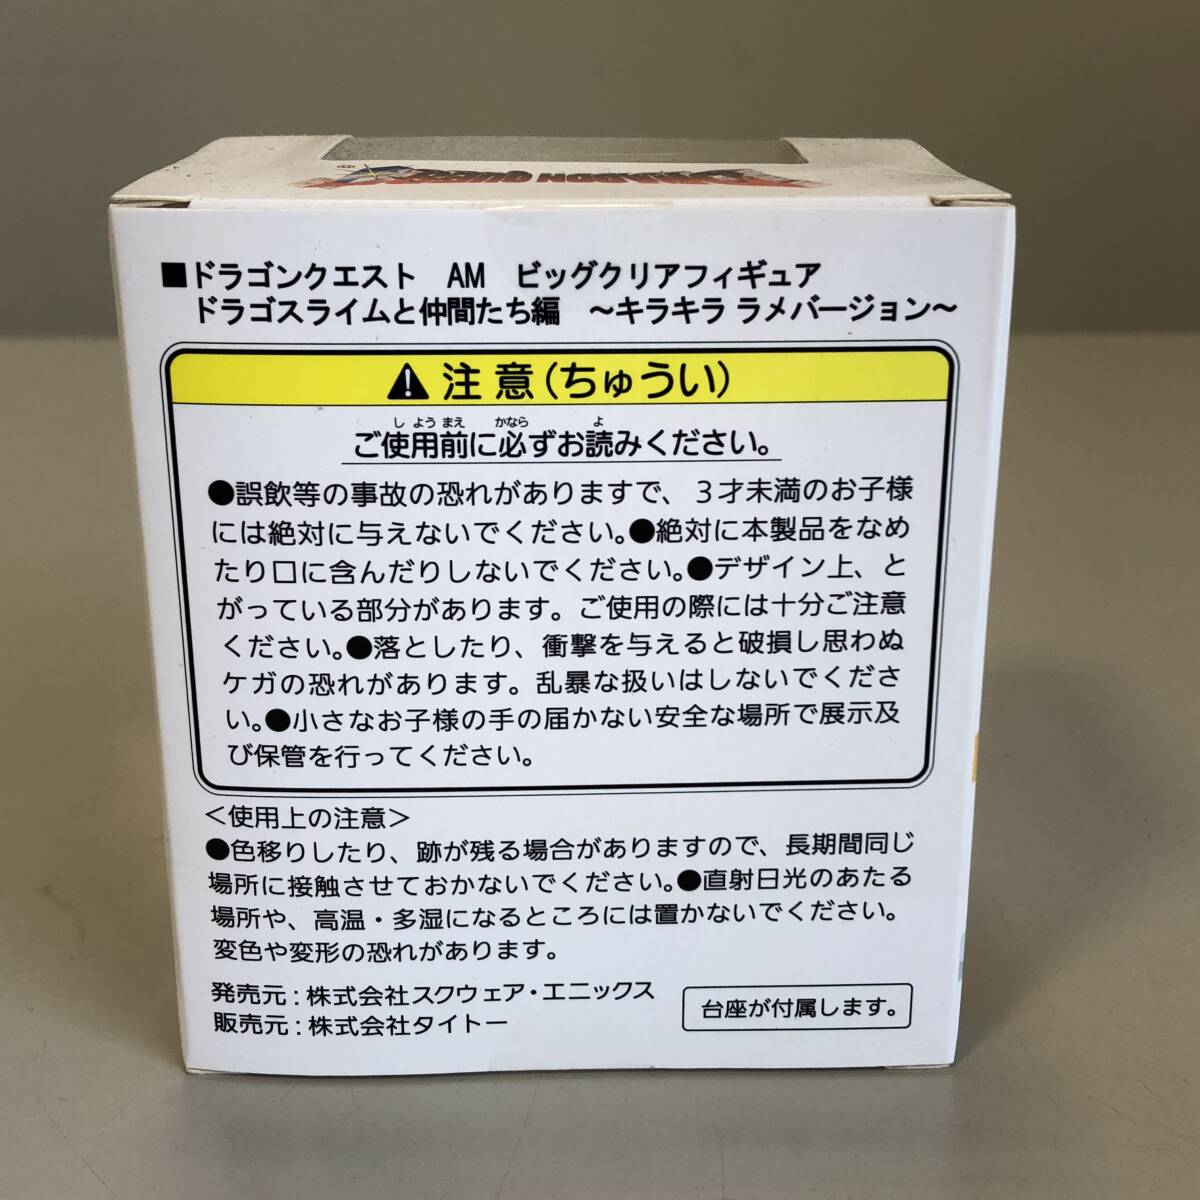 DRAGON QUEST
®
■ドラゴンクエスト　AM　ビッグクリアフィギュア
ドラゴスライムと仲間たち編　～キラキラ ラメバージョン～
注 意(ちゅうい)
しようまえ かなら よ
ご使用前に必ずお読みください。
●誤飲等の事故の恐れがありますで、３才未満のお子様
には絶対に与えないでください。●絶対に本製品をなめ
たり口に含んだりしないでください。●デザイン上、と
がっている部分があります。ご使用の際には十分ご注意
ください。●落としたり、衝撃を与えると破損し思わぬ
ケガの恐れがあります。乱暴な扱いはしないでくださ
い。●小さなお子様の手の届かない安全な場所で展示及
び保管を行ってください。
＜使用上の注意＞
●色移りしたり、跡が残る場合がありますので、長期間同じ
場所に接触させておかないでください。●直射日光のあたる
場所や、高温・多湿になるところには置かないでください。
変色や変形の恐れがあります。
発売元：株式会社スクウェア・エニックス
販売元：株式会社タイトー
台座が付属します。